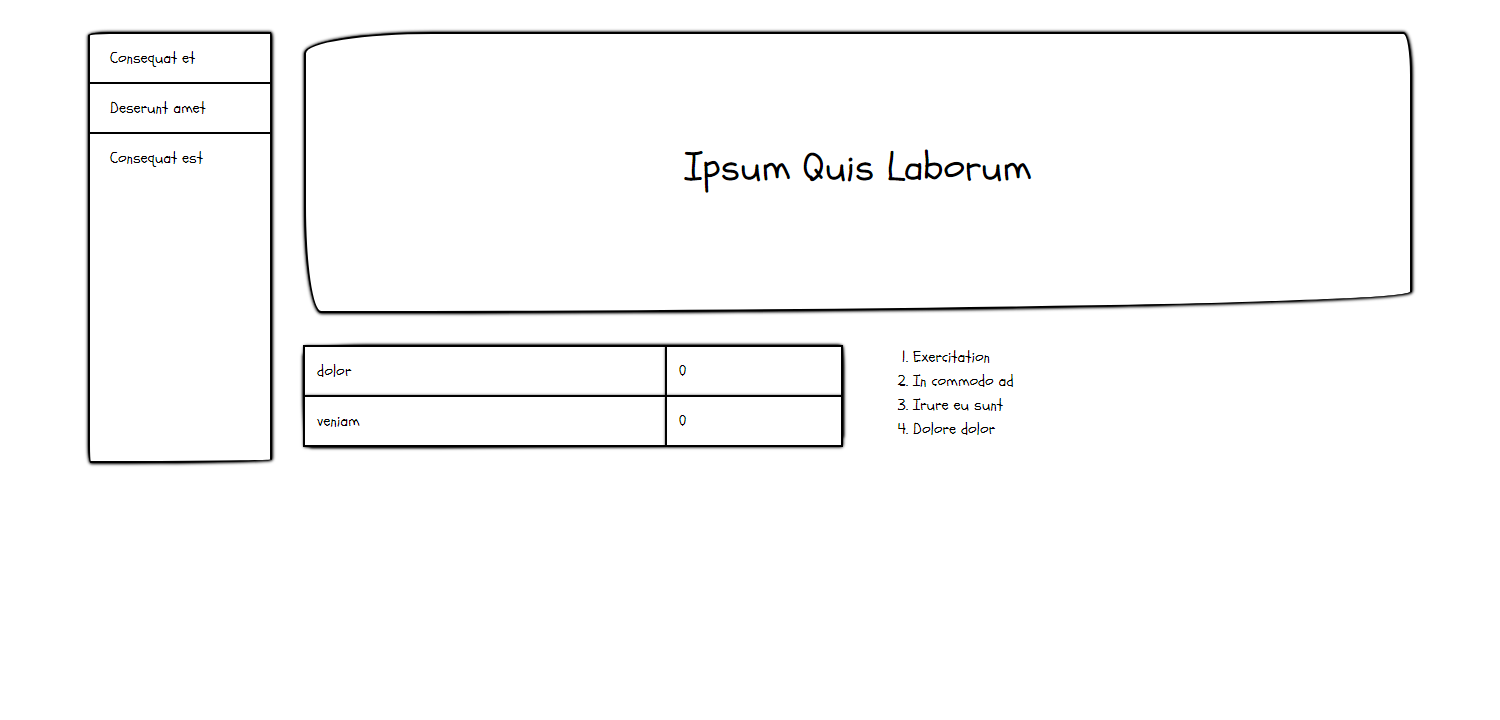 Consequat et
Deserunt amet
Consequat est
Ipsum Quis Laborum
dolor 0
veniam 0
1. Exercitation
2. In commodo ad
3. Irure eu sunt
4. Dolore dolor